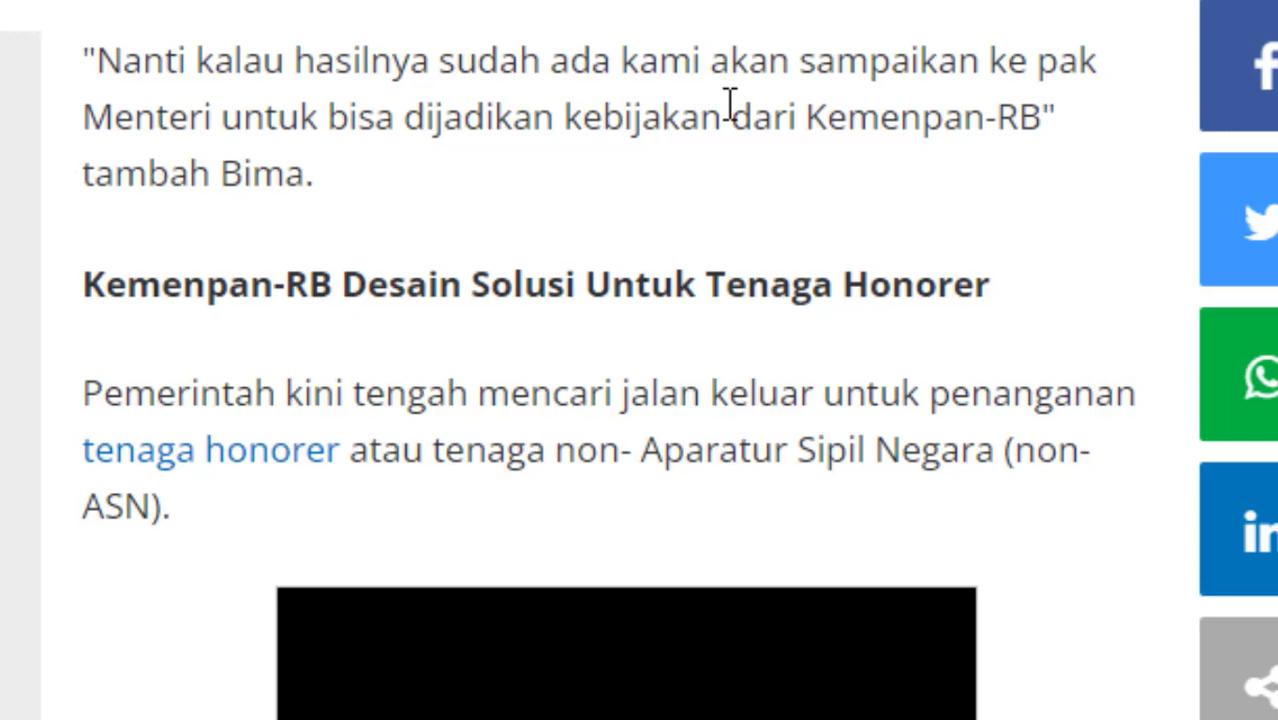 "Nanti kalau hasilnya sudah ada kami akan sampaikan ke pak
Menteri untuk bisa dijadikan kebijakan dari Kemenpan-RB"
tambah Bima.
Kemenpan-RB Desain Solusi Untuk Tenaga Honorer
Pemerintah kini tengah mencari jalan keluar untuk penanganan
tenaga honorer atau tenaga non- Aparatur Sipil Negara (non-
ASN).